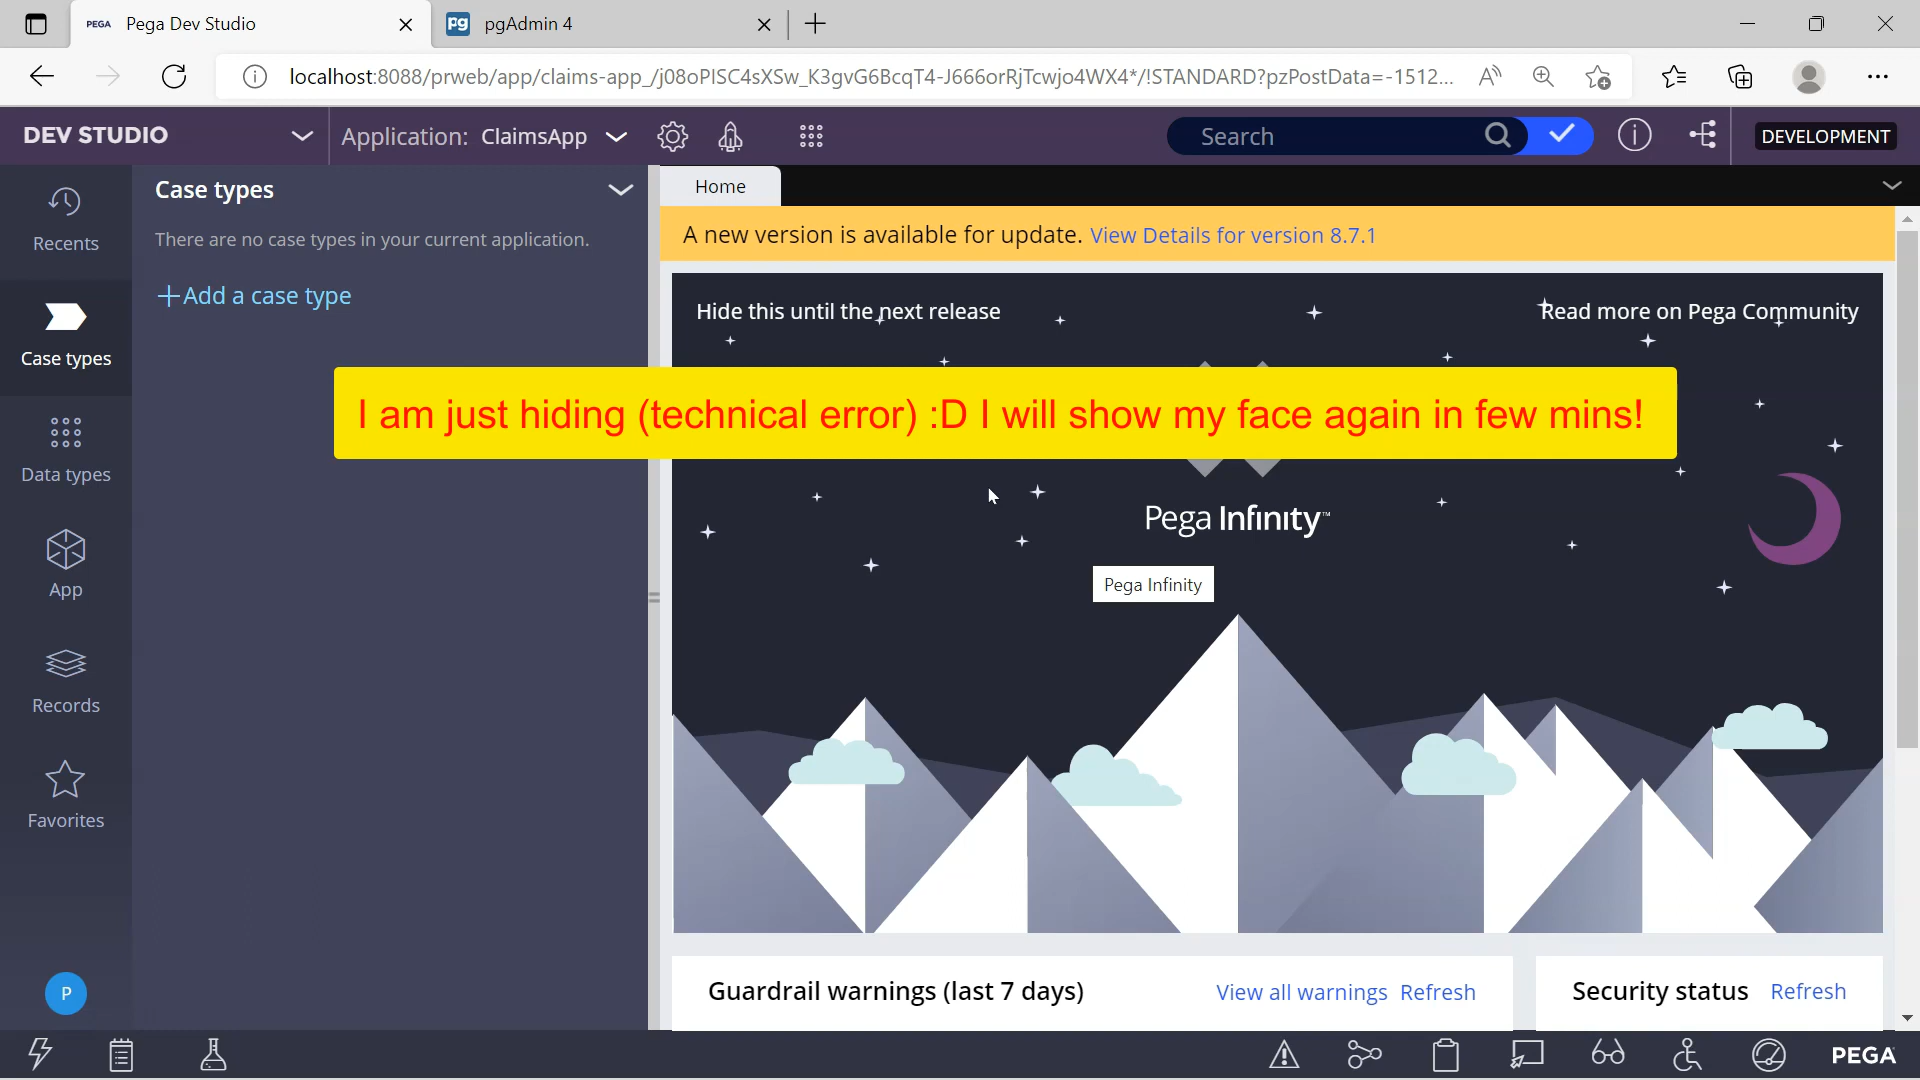 PEGA Pega Dev Studio
pg pgAdmin 4
localhost:8088/prweb/app/claims-app_/j08oPISC4sXSw_K3gvG6BcqT4-J666orRjTcwjo4WX4*/!STANDARD?pzPostData=-1512...
DEV STUDIO
Application: ClaimsApp
Search
DEVELOPMENT
Recents
Case types
Data types
App
Records
Favorites
P
Case types
There are no case types in your current application.
+Add a case type
Home
A new version is available for update. View Details for version 8.7.1
Hide this until the next release
Read more on Pega Community
I am just hiding (technical error) :D I will show my face again in few mins!
Pega Infinity™
Pega Infinity
Guardrail warnings (last 7 days)
View all warnings Refresh
Security status Refresh
PEGA